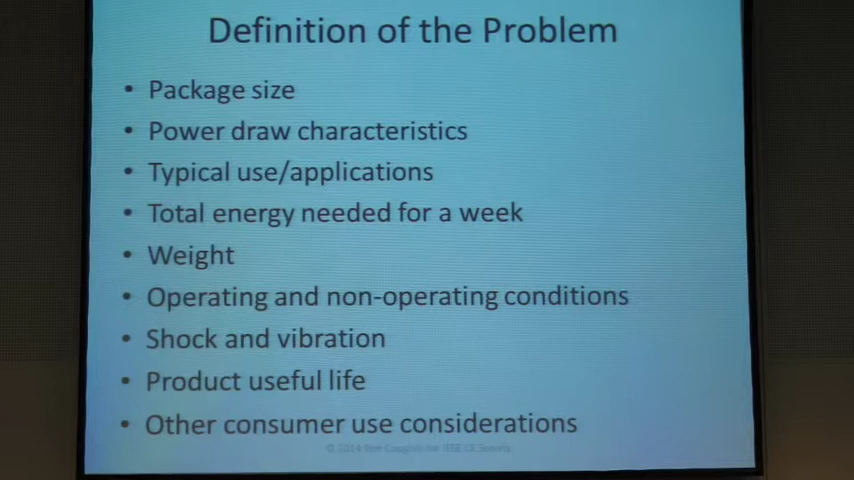 Definition of the Problem
• Package size
• Power draw characteristics
• Typical use/applications
• Total energy needed for a week
• Weight
• Operating and non-operating conditions
• Shock and vibration
• Product useful life
• Other consumer use considerations
© 2014